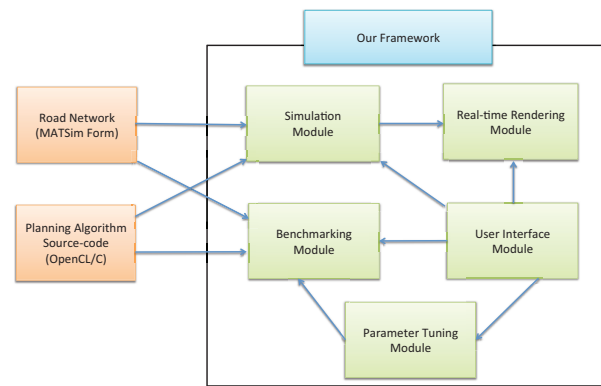 Our Framework
Road Network
(MATSim Form)
Simulation
Module
Real-time Rendering
Module
Planning Algorithm
Source-code
(OpenCL/C)
Benchmarking
Module
User Interface
Module
Parameter Tuning
Module